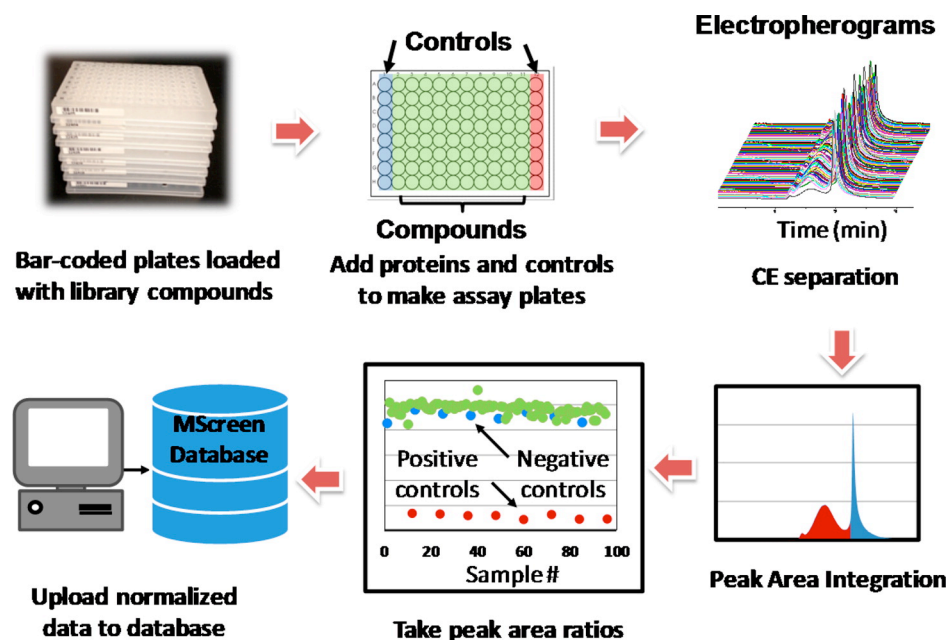 Controls
Compounds
Bar-coded plates loaded
with library compounds
Add proteins and controls
to make assay plates
Electropherograms
Time (min)
CE separation
MScreen
Database
Upload normalized
data to database
Positive
controls
Negative
controls
0 20 40 60 80 100
Sample #
Take peak area ratios
Peak Area Integration